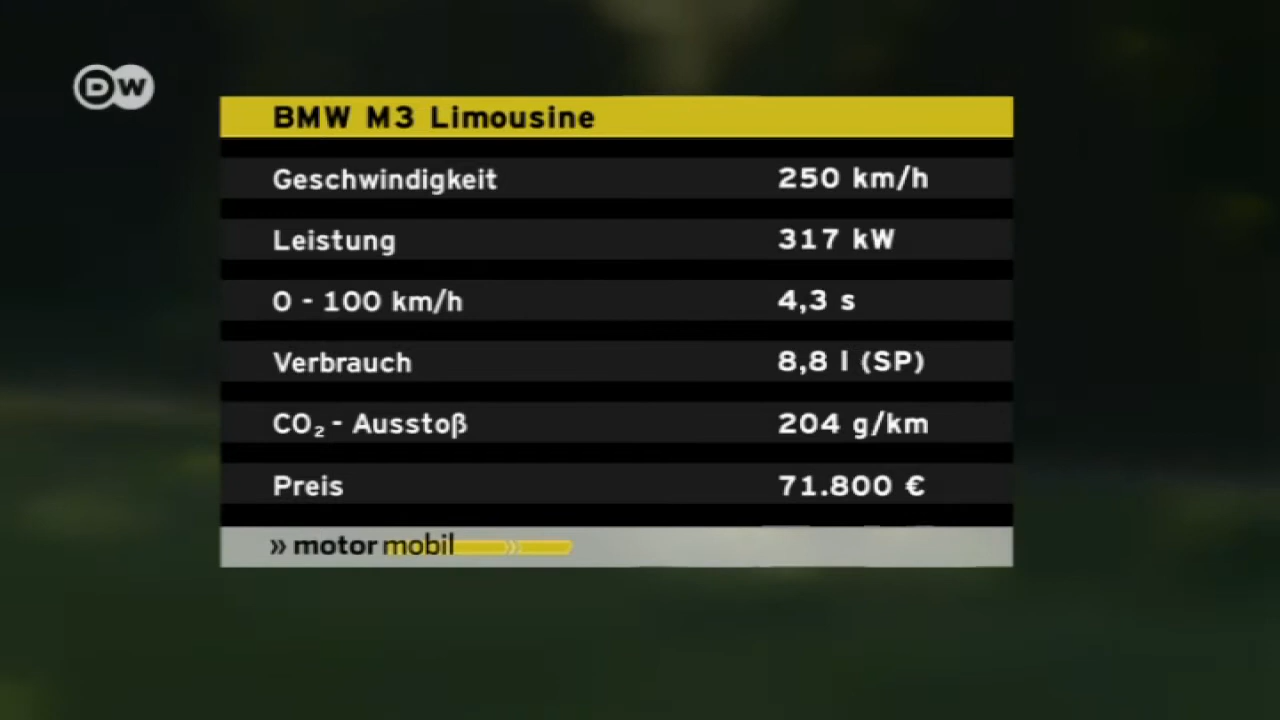 DW
BMW M3 Limousine
Geschwindigkeit 250 km/h
Leistung 317 kW
0 - 100 km/h 4,3 s
Verbrauch 8,8 l (SP)
CO₂ - Ausstoß 204 g/km
Preis 71.800 €
» motor mobil